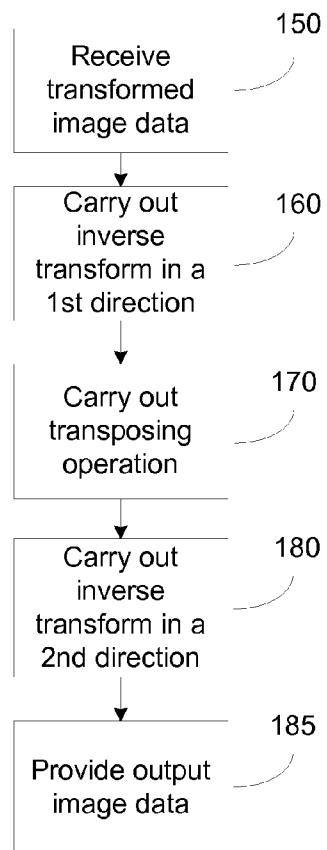 150
Receive
transformed
image data
160
Carry out
inverse
transform in a
1st direction
170
Carry out
transposing
operation
180
Carry out
inverse
transform in a
2nd direction
185
Provide output
image data